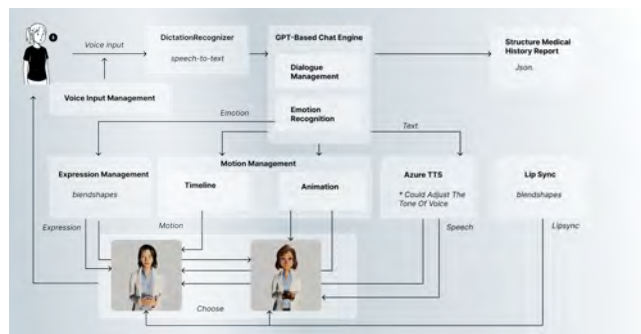 Voice input
DictationRecognizer
speech-to-text
GPT-Based Chat Engine
Dialogue Management
Emotion
Recognition
Structure Medical
History Report
Json.
Voice Input Management
Emotion
Text
Expression Management
blendshapes
Motion Management
Timeline
Animation
Azure TTS
* Could Adjust The
Tone Of Voice
Lip Sync
blendshapes
Expression
Motion
Speech
Lipsync
Choose